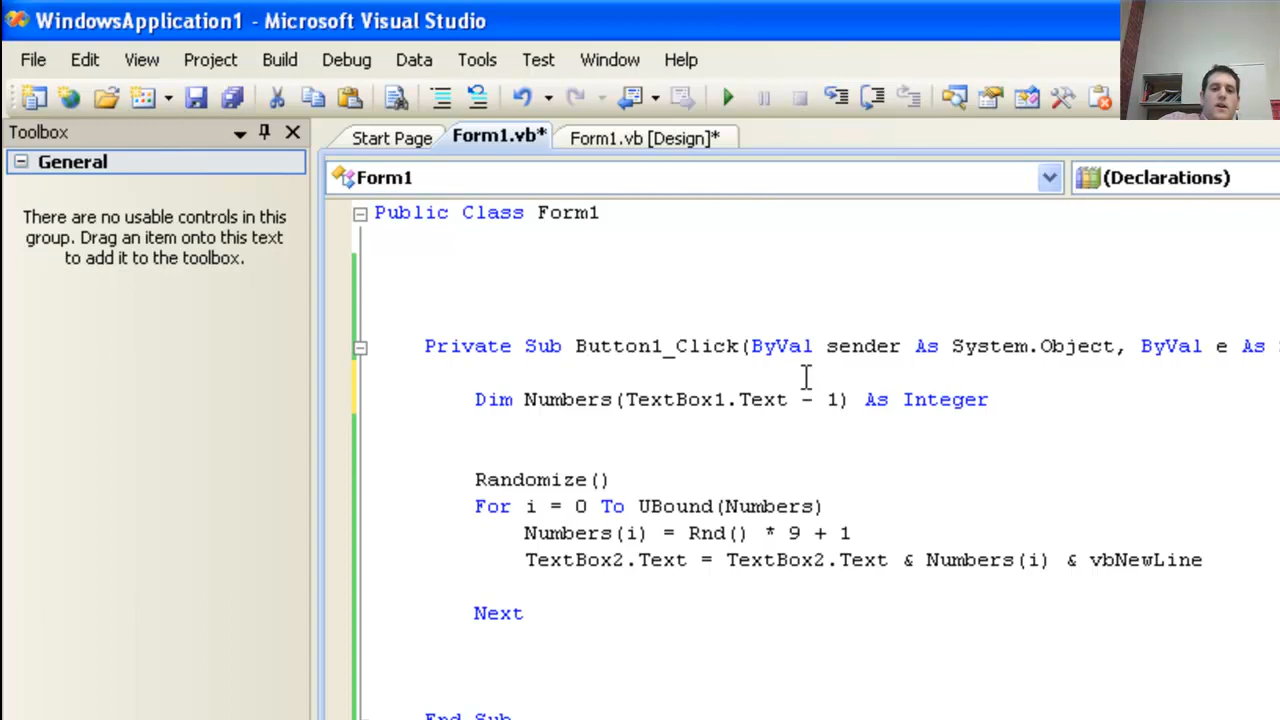 WindowsApplication1 - Microsoft Visual Studio
File Edit View Project Build Debug Data Tools Test Window Help
Toolbox
Start Page Form1.vb* Form1.vb [Design]*
General
Form1 (Declarations)
There are no usable controls in this
group. Drag an item onto this text
to add it to the toolbox.
Public Class Form1
Private Sub Button1_Click(ByVal sender As System.Object, ByVal e As
Dim Numbers(TextBox1.Text - 1) As Integer
Randomize()
For i = 0 To UBound(Numbers)
Numbers(i) = Rnd() * 9 + 1
TextBox2.Text = TextBox2.Text & Numbers(i) & vbNewLine
Next
End Sub